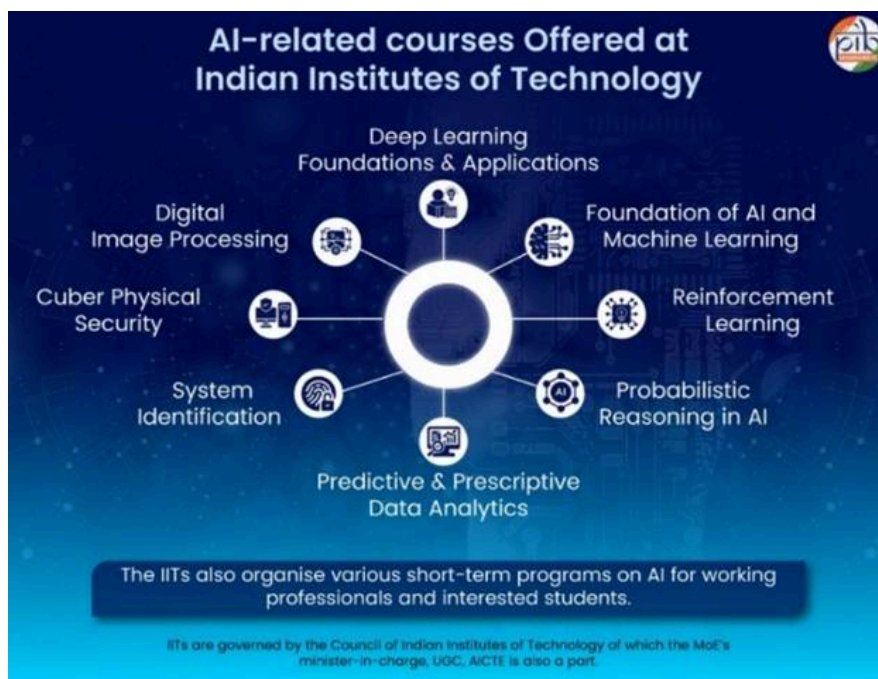 AI-related courses Offered at
Indian Institutes of Technology
pib
Deep Learning
Foundations & Applications
Digital
Image Processing
Foundation of AI and
Machine Learning
Cuber Physical
Security
Reinforcement
Learning
System
Identification
AI
Probabilistic
Reasoning in AI
Predictive & Prescriptive
Data Analytics
The IITs also organise various short-term programs on AI for working
professionals and interested students.
IITs are governed by the Council of Indian Institutes of Technology of which the MoE's
minister-in-charge, UGC, AICTE is also a part.